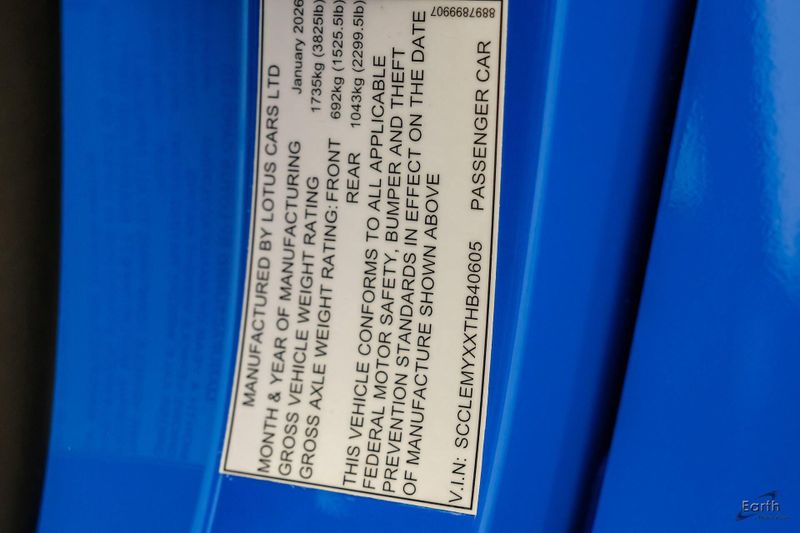 MANUFACTURED BY LOTUS CARS LTD
MONTH & YEAR OF MANUFACTURING January 2026
GROSS VEHICLE WEIGHT RATING 1735kg (3825lb)
GROSS AXLE WEIGHT RATING: FRONT 692kg (1525.5lb)
REAR 1043kg (2299.5lb)
THIS VEHICLE CONFORMS TO ALL APPLICABLE
FEDERAL MOTOR SAFETY, BUMPER AND THEFT
PREVENTION STANDARDS IN EFFECT ON THE DATE
OF MANUFACTURE SHOWN ABOVE
V.I.N: SCCLEMYXXTHB40605 PASSENGER CAR
8897899907
Earth